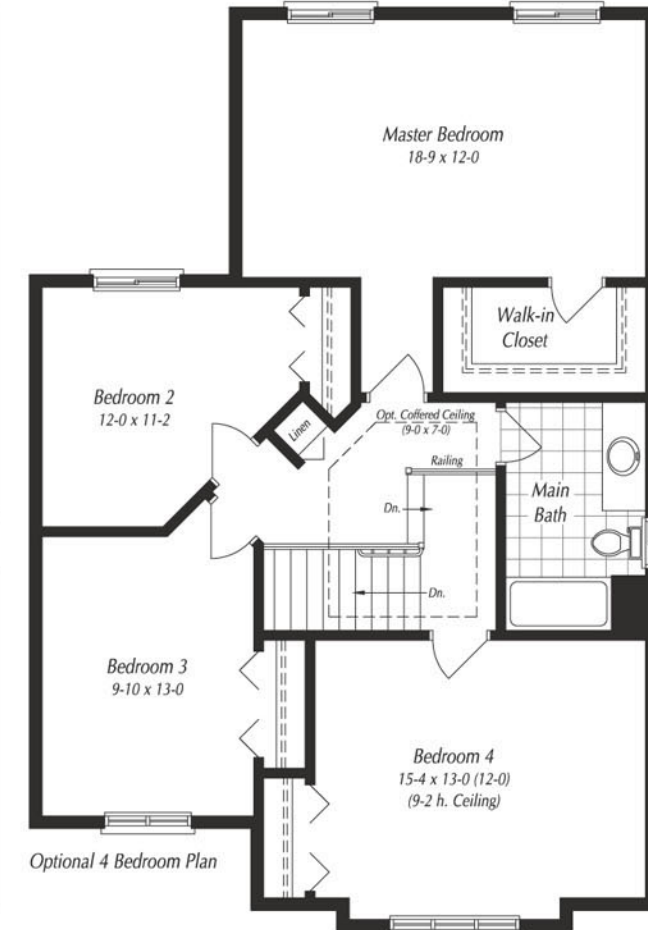 Master Bedroom
18-9 x 12-0
Walk-in
Closet
Bedroom 2
12-0 x 11-2
Linen
Opt. Coffered Ceiling
(9-0 x 7-0)
Railing
Main
Bath
Dn.
Dn.
Bedroom 3
9-10 x 13-0
Bedroom 4
15-4 x 13-0 (12-0)
(9-2 h. Ceiling)
Optional 4 Bedroom Plan